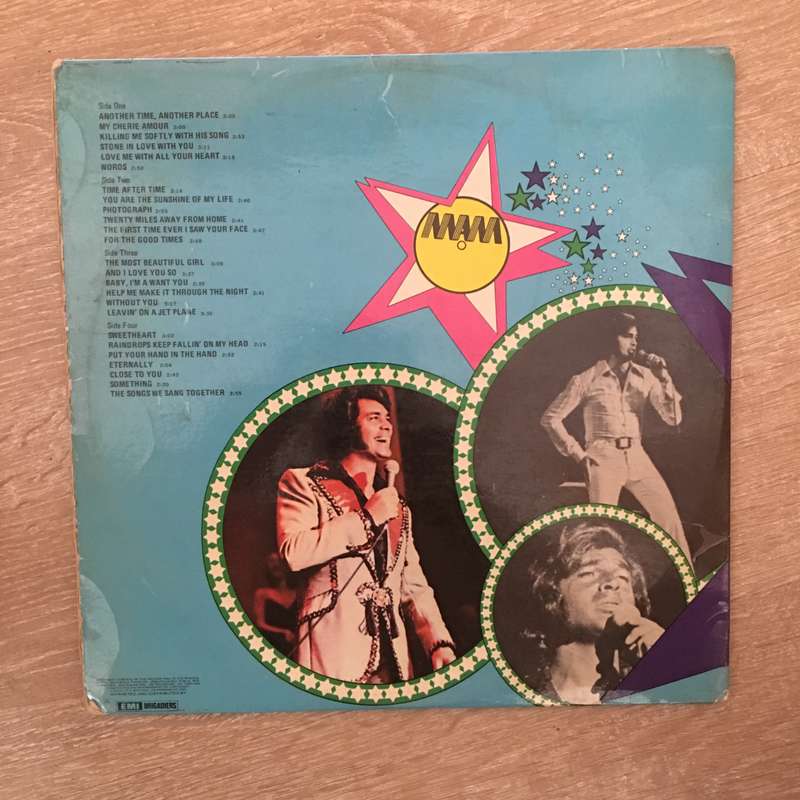 Side One
ANOTHER TIME, ANOTHER PLACE
MY CHERIE AMOUR
KILLING ME SOFTLY WITH HIS SONG
STONE IN LOVE WITH YOU
LOVE ME WITH ALL YOUR HEART
WORDS
Side Two
TIME AFTER TIME
YOU ARE THE SUNSHINE OF MY LIFE
PHOTOGRAPH
TWENTY MILES AWAY FROM HOME
THE FIRST TIME EVER I SAW YOUR FACE
FOR THE GOOD TIMES
Side Three
THE MOST BEAUTIFUL GIRL
AND I LOVE YOU SO
BABY, I'M A WANT YOU
HELP ME MAKE IT THROUGH THE NIGHT
WITHOUT YOU
LEAVIN' ON A JET PLANE
Side Four
SWEETHEART
RAINDROPS KEEP FALLIN' ON MY HEAD
PUT YOUR HAND IN THE HAND
ETERNALLY
CLOSE TO YOU
SOMETHING
THE SONGS WE SANG TOGETHER
MAM
EMI BRIGADIERS